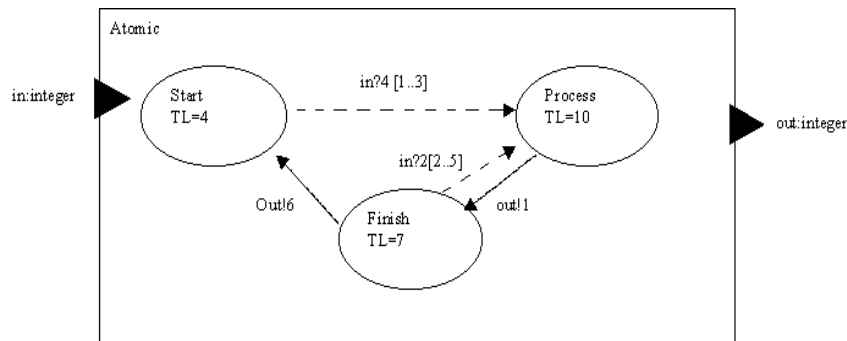 Atomic
in?4 [1..3]
in:integer
Start
TL=4
Process
TL=10
out:integer
in?2[2..5]
Out!6
out!1
Finish
TL=7